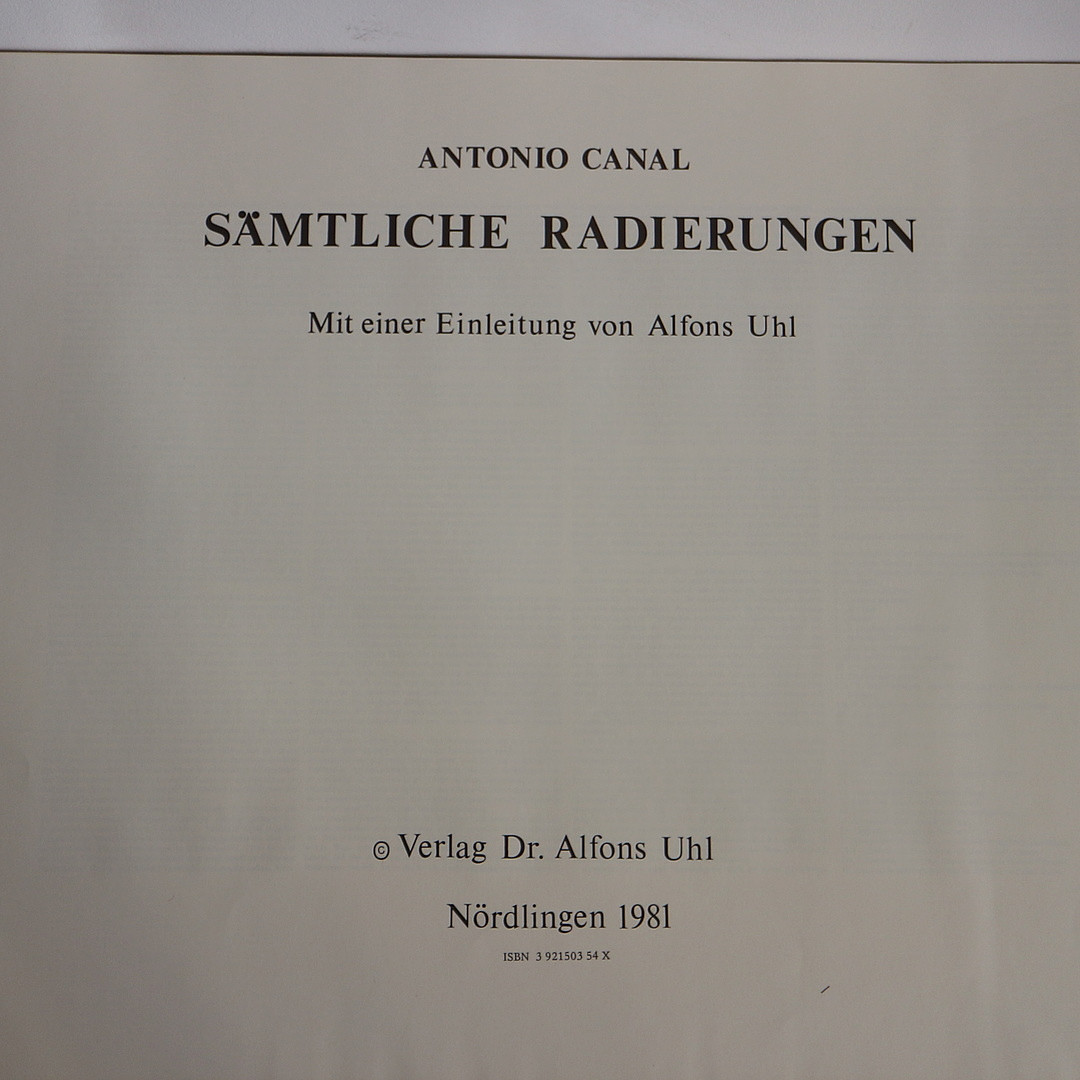 ANTONIO CANAL
SÄMTLICHE RADIERUNGEN
Mit einer Einleitung von Alfons Uhl
© Verlag Dr. Alfons Uhl
Nördlingen 1981
ISBN 3 921503 54 X